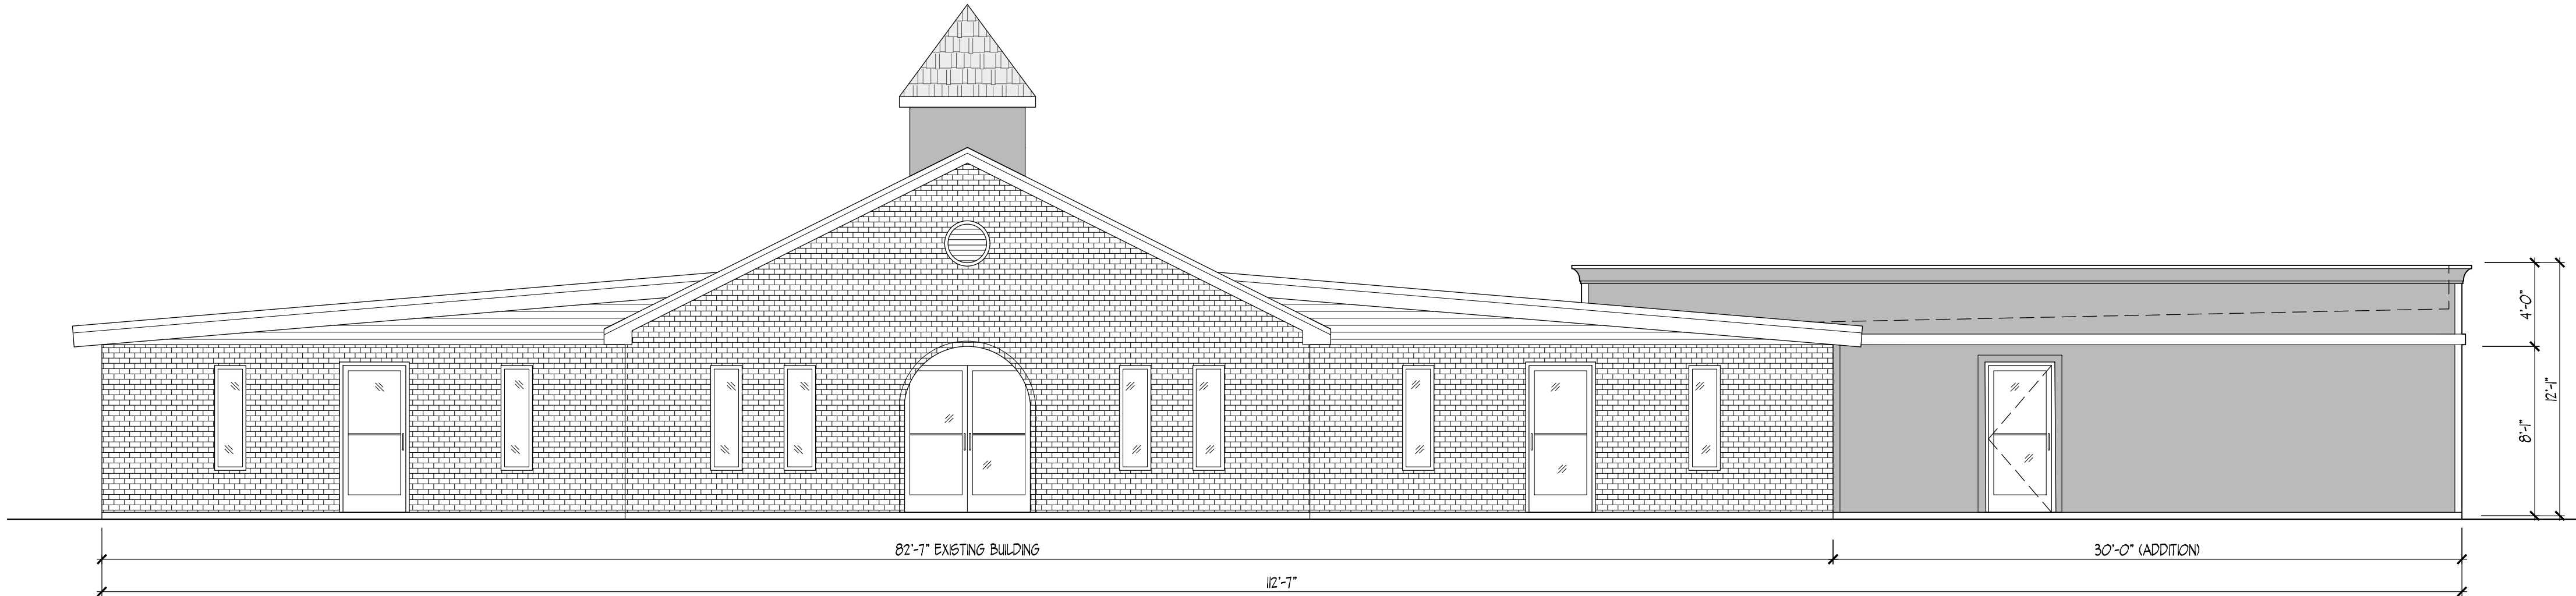 4'-0"
12'-1"
8'-1"
82'-7" EXISTING BUILDING
30'-0" (ADDITION)
112'-7"